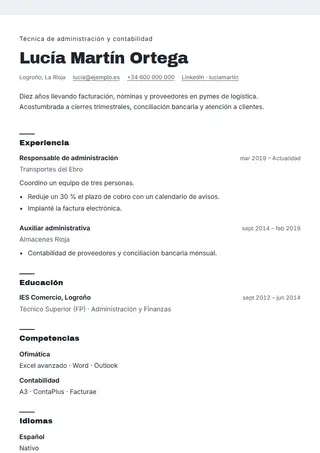 Técnica de administración y contabilidad
Lucía Martín Ortega
Logroño, La Rioja lucia@ejemplo.es +34 600 000 000 LinkedIn · luciamartin
Diez años llevando facturación, nóminas y proveedores en pymes de logística.
Acostumbrada a cierres trimestrales, conciliación bancaria y atención a clientes.
Experiencia
Responsable de administración mar 2019 – Actualidad
Transportes del Ebro
Coordino un equipo de tres personas.
• Reduje un 30 % el plazo de cobro con un calendario de avisos.
• Implanté la factura electrónica.
Auxiliar administrativa sept 2014 – feb 2019
Almacenes Rioja
• Contabilidad de proveedores y conciliación bancaria mensual.
Educación
IES Comercio, Logroño sept 2012 – jun 2014
Técnico Superior (FP) · Administración y Finanzas
Competencias
Ofimática
Excel avanzado · Word · Outlook
Contabilidad
A3 · ContaPlus · Facturae
Idiomas
Español
Nativo